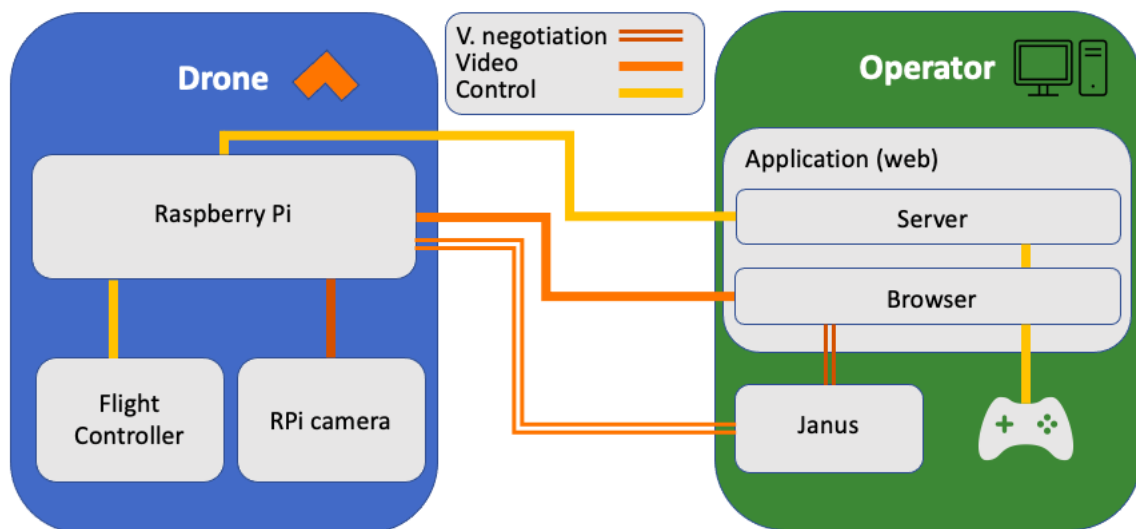 V. negotiation
Video
Control
Drone
Raspberry Pi
Flight
Controller
RPi camera
Operator
Application (web)
Server
Browser
Janus